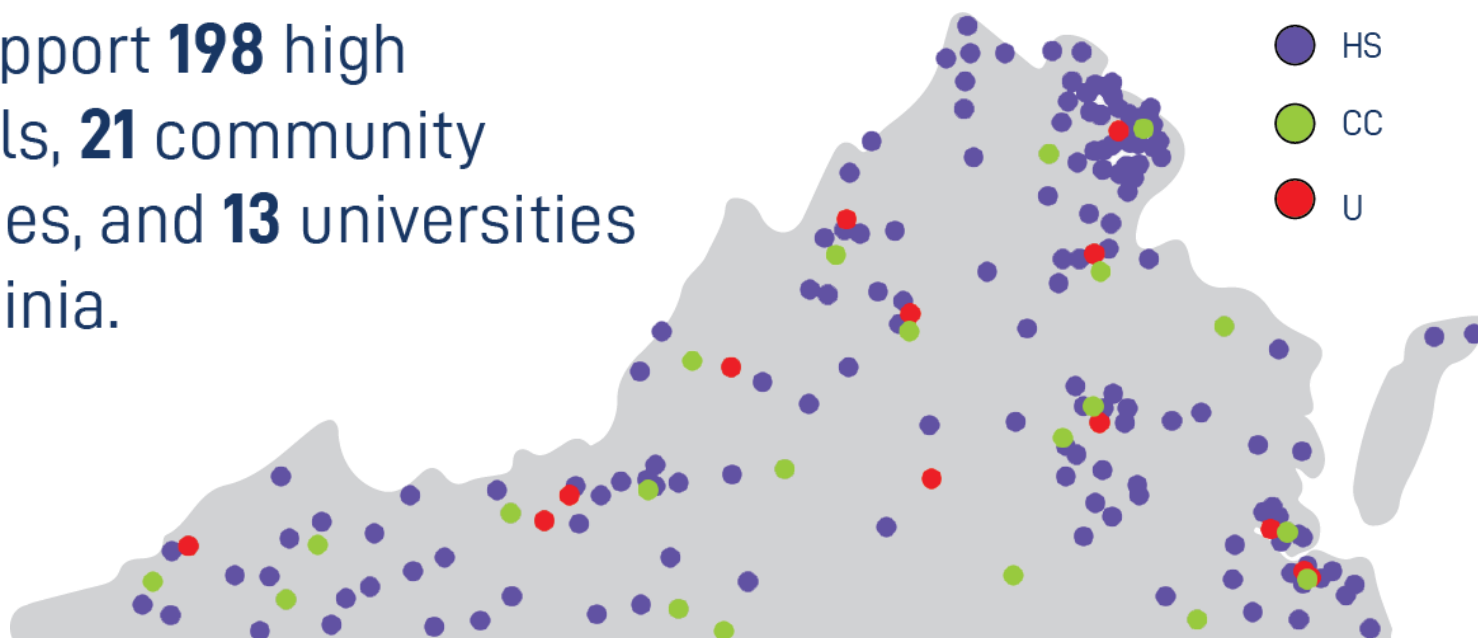 pport 198 high
ls, 21 community
es, and 13 universities
inia.
HS
CC
U